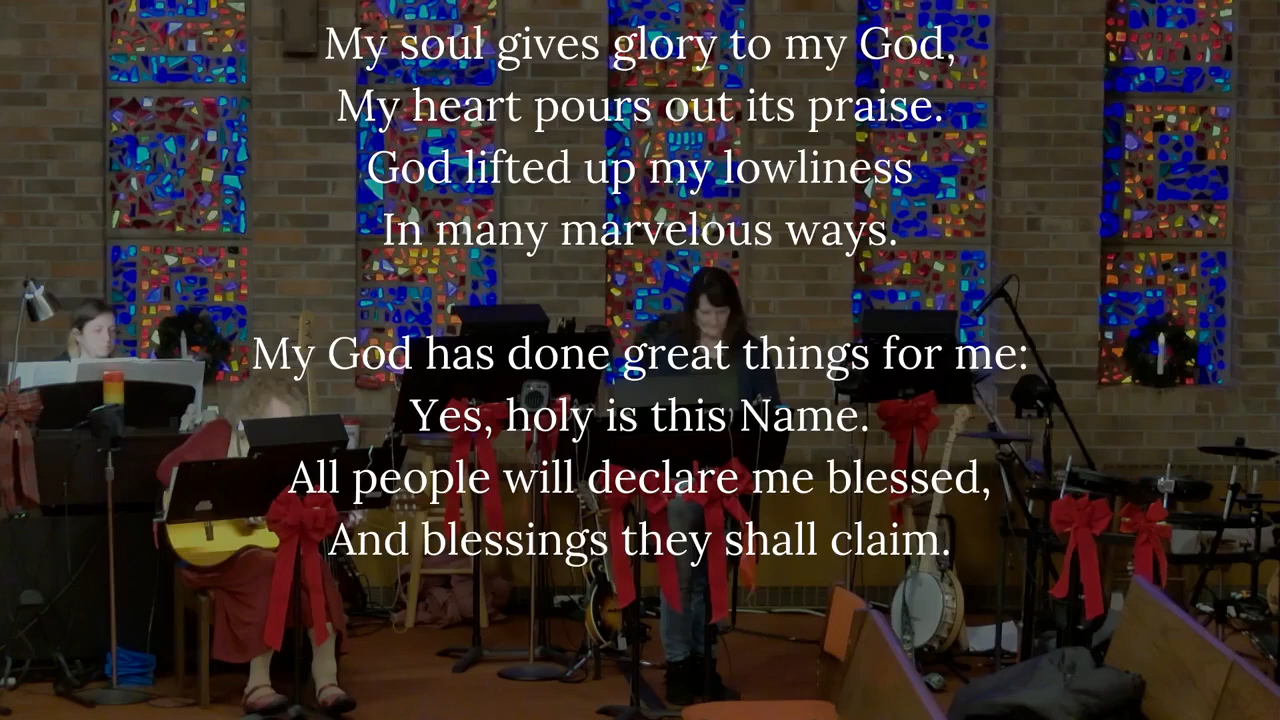 My soul gives glory to my God,
My heart pours out its praise.
God lifted up my lowliness
In many marvelous ways.
My God has done great things for me:
Yes, holy is this Name.
All people will declare me blessed,
And blessings they shall claim.